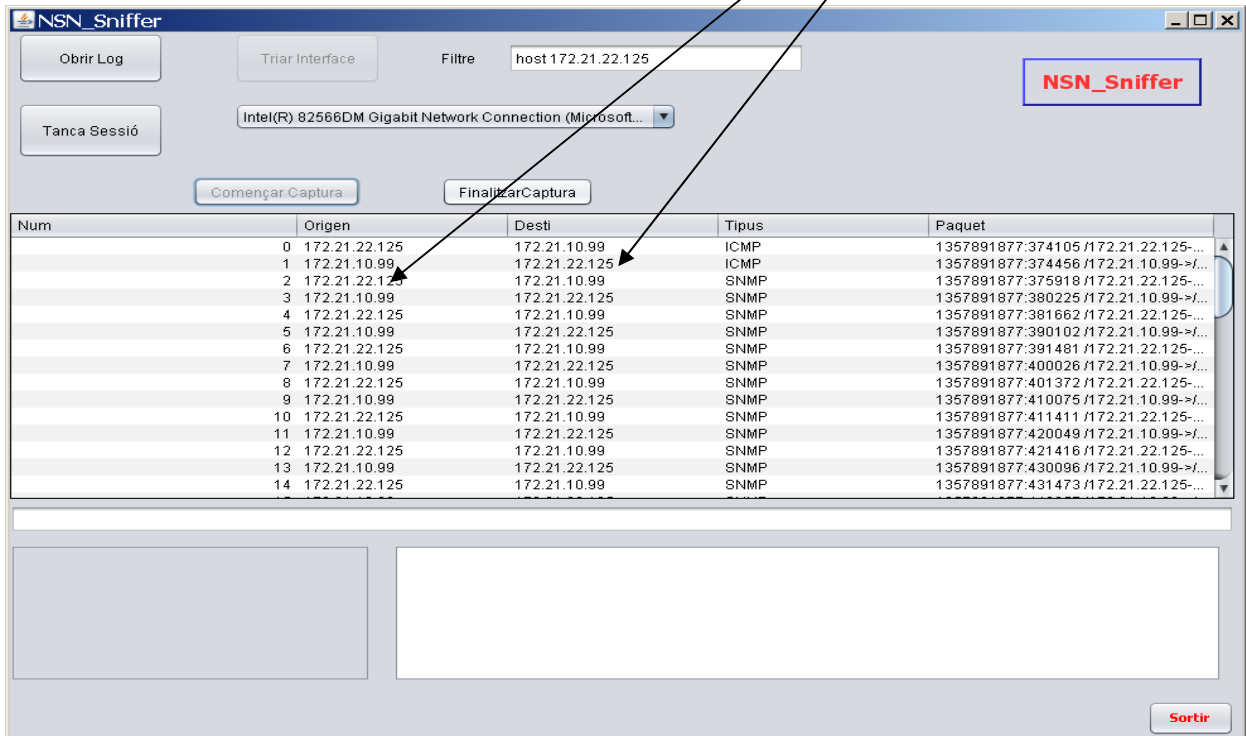 NSN_Sniffer
Obrir Log Triar Interface Filtre host 172.21.22.125
NSN_Sniffer
Tanca Sessió Intel(R) 82566DM Gigabit Network Connection (Microsoft...
Començar Captura FinalitzarCaptura
Num Origen Desti Tipus Paquet
0 172.21.22.125 172.21.10.99 ICMP 1357891877:374105 /172.21.22.125-...
1 172.21.10.99 172.21.22.125 ICMP 1357891877:374456 /172.21.10.99->/...
2 172.21.22.125 172.21.10.99 SNMP 1357891877:375918 /172.21.22.125-...
3 172.21.10.99 172.21.22.125 SNMP 1357891877:380225 /172.21.10.99->/...
4 172.21.22.125 172.21.10.99 SNMP 1357891877:381662 /172.21.22.125-...
5 172.21.10.99 172.21.22.125 SNMP 1357891877:390102 /172.21.10.99->/...
6 172.21.22.125 172.21.10.99 SNMP 1357891877:391481 /172.21.22.125-...
7 172.21.10.99 172.21.22.125 SNMP 1357891877:400026 /172.21.10.99->/...
8 172.21.22.125 172.21.10.99 SNMP 1357891877:401372 /172.21.22.125-...
9 172.21.10.99 172.21.22.125 SNMP 1357891877:410075 /172.21.10.99->/...
10 172.21.22.125 172.21.10.99 SNMP 1357891877:411411 /172.21.22.125-...
11 172.21.10.99 172.21.22.125 SNMP 1357891877:420049 /172.21.10.99->/...
12 172.21.22.125 172.21.10.99 SNMP 1357891877:421416 /172.21.22.125-...
13 172.21.10.99 172.21.22.125 SNMP 1357891877:430096 /172.21.10.99->/...
14 172.21.22.125 172.21.10.99 SNMP 1357891877:431473 /172.21.22.125-...
Sortir